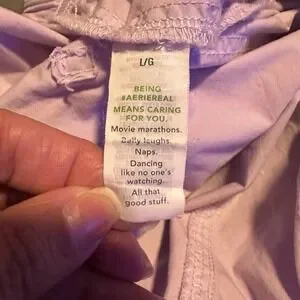 L/G
BEING
#AERIEREAL
MEANS CARING
FOR YOU.
Movie marathons.
Belly laughs.
Naps.
Dancing
like no one's
watching.
All that
good stuff.